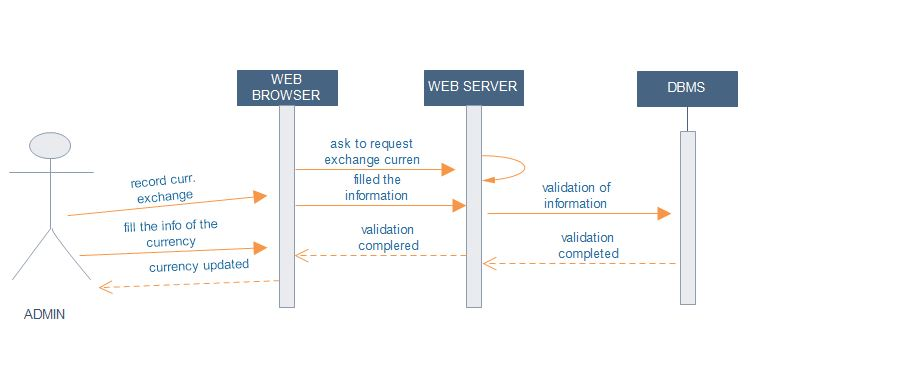 WEB
BROWSER
WEB SERVER
DBMS
ask to request
exchange curren
record curr.
exchange
filled the
information
validation of
information
fill the info of the
currency
validation
complered
validation
completed
currency updated
ADMIN